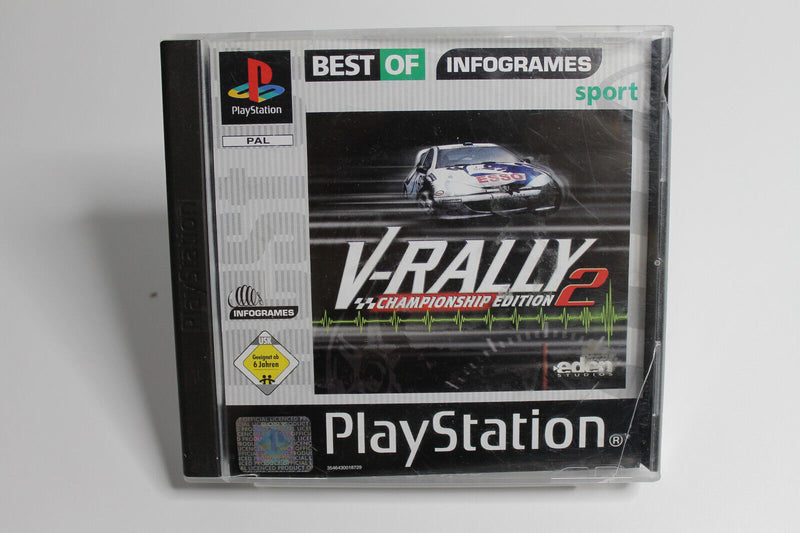 PlayStation
BEST OF INFOGRAMES
sport
PAL
PlayStation
ESSO
V-RALLY 2
CHAMPIONSHIP EDITION
INFOGRAMES
USK
Geeignet ab
6 Jahren
eden
STUDIOS
PlayStation®
3546430018729